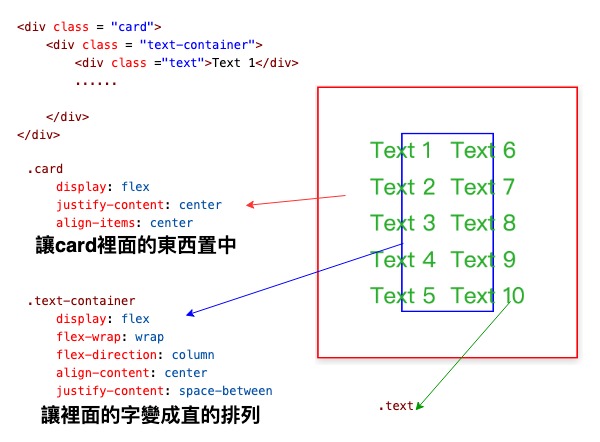 <div class = "card">
<div class = "text-container">
<div class ="text">Text 1</div>
......
</div>
</div>
.card
display: flex
justify-content: center
align-items: center
讓card裡面的東西置中
.text-container
display: flex
flex-wrap: wrap
flex-direction: column
align-content: center
justify-content: space-between
讓裡面的字變成直的排列
Text 1 Text 6
Text 2 Text 7
Text 3 Text 8
Text 4 Text 9
Text 5 Text 10
.text